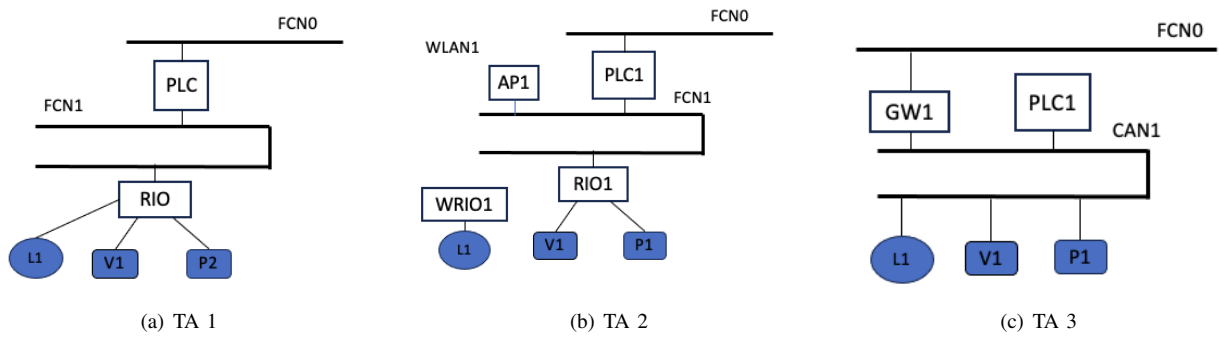 FCN0
PLC
FCN1
RIO
L1
V1
P2
(a) TA 1
FCN0
WLAN1
AP1
PLC1
FCN1
RIO1
WRIO1
L1
V1
P1
(b) TA 2
FCN0
GW1
PLC1
CAN1
L1
V1
P1
(c) TA 3